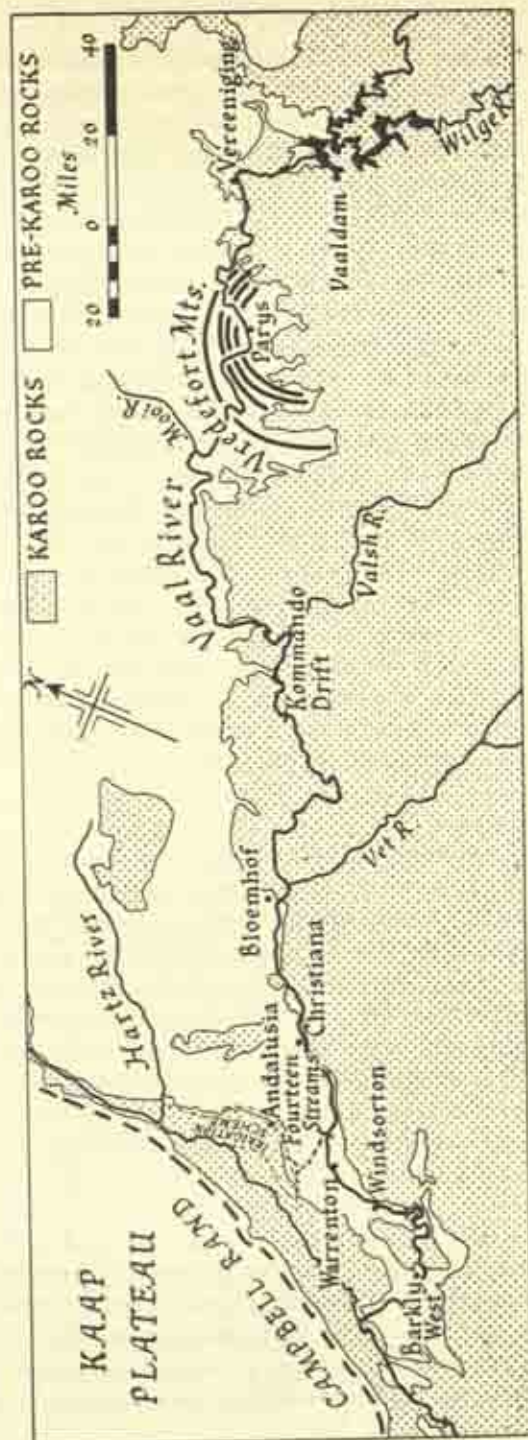 KAROO ROCKS
PRE-KAROO ROCKS
Miles
20 0 20 40
N
KAAP
PLATEAU
CAMPBELL RAND
Hartz River
Vaal River
Mooi R.
Vredefort Mts.
Parys
Vereeniging
Vaaldam
Wilge R.
Valsh R.
Kommando
Drift
Vet R.
Bloemhof
Christiana
Andalusia
Fourteen
Streams
Warrenton
Windsorton
Barkly
West